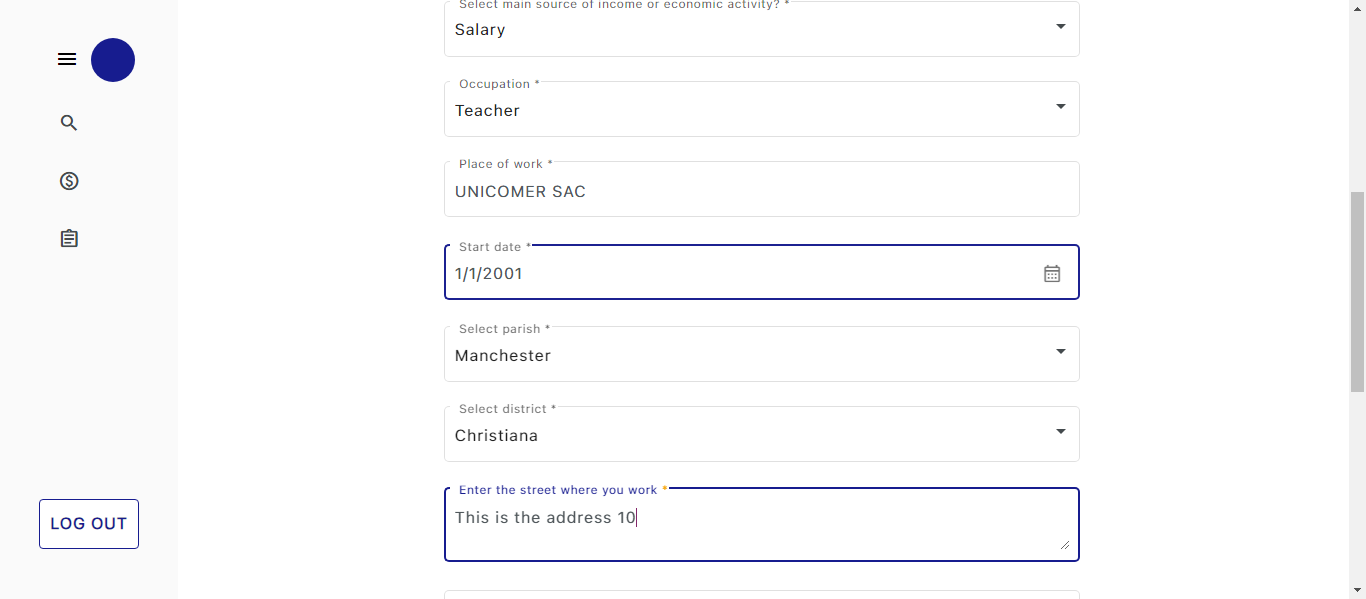 Select main source of income or economic activity? *
Salary
Occupation *
Teacher
Place of work *
UNICOMER SAC
Start date *
1/1/2001
Select parish *
Manchester
Select district *
Christiana
Enter the street where you work *
This is the address 10
LOG OUT